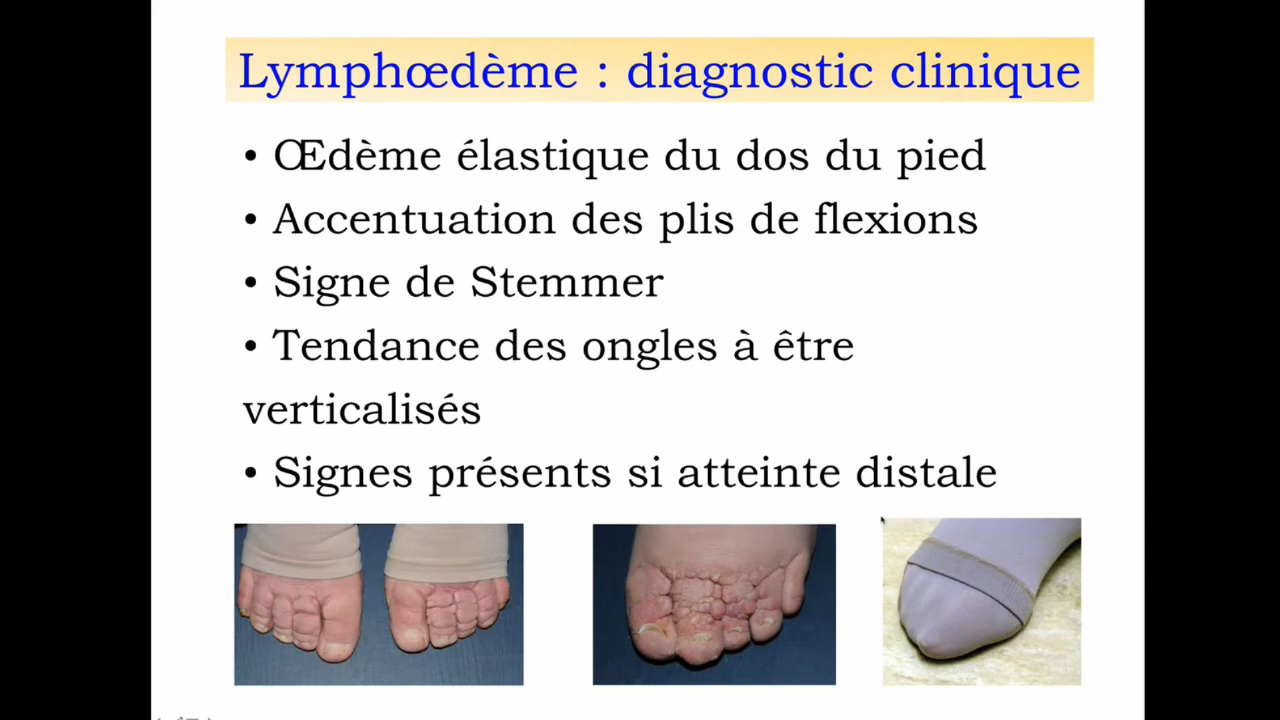 Lymphœdème : diagnostic clinique
• Œdème élastique du dos du pied
• Accentuation des plis de flexions
• Signe de Stemmer
• Tendance des ongles à être
verticalisés
• Signes présents si atteinte distale